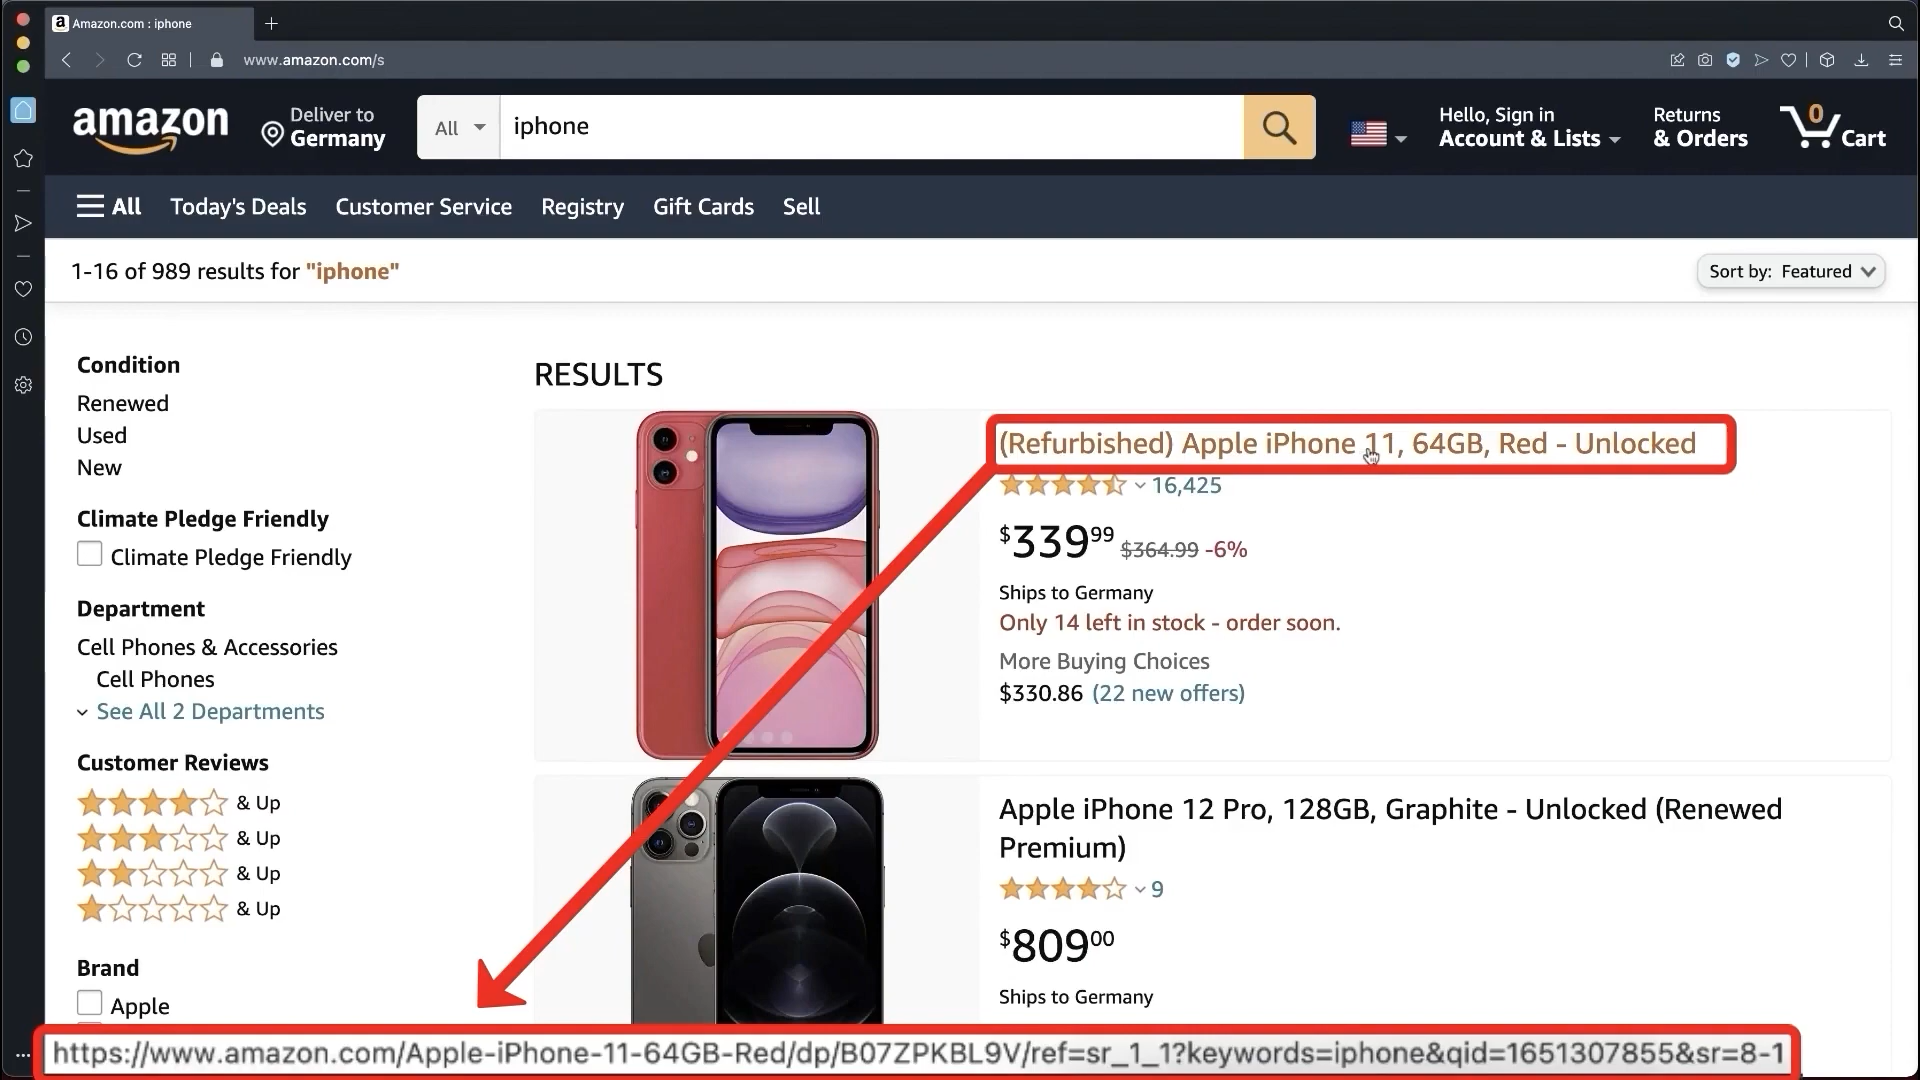 Amazon.com : iphone
www.amazon.com/s
amazon
Deliver to
Germany
All
iphone
Hello, Sign in
Account & Lists
Returns
& Orders
0
Cart
All
Today's Deals
Customer Service
Registry
Gift Cards
Sell
1-16 of 989 results for "iphone"
Sort by: Featured
Condition
Renewed
Used
New
Climate Pledge Friendly
Climate Pledge Friendly
Department
Cell Phones & Accessories
Cell Phones
See All 2 Departments
Customer Reviews
& Up
& Up
& Up
& Up
Brand
Apple
RESULTS
(Refurbished) Apple iPhone 11, 64GB, Red - Unlocked
16,425
$339.99 $364.99 -6%
Ships to Germany
Only 14 left in stock - order soon.
More Buying Choices
$330.86 (22 new offers)
Apple iPhone 12 Pro, 128GB, Graphite - Unlocked (Renewed
Premium)
9
$809.00
Ships to Germany
https://www.amazon.com/Apple-iPhone-11-64GB-Red/dp/B07ZPKBL9V/ref=sr_1_1?keywords=iphone&qid=1651307855&sr=8-1